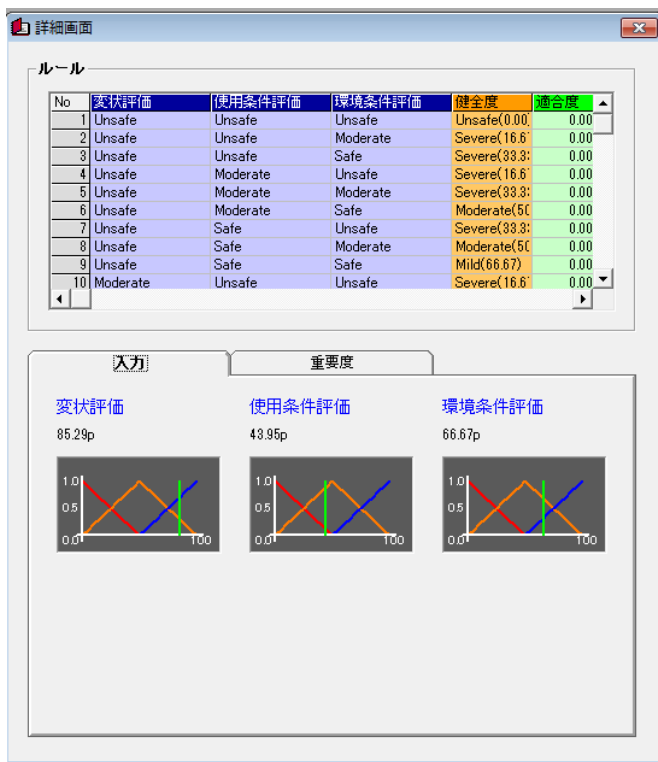 詳細画面
ルール
No 変状評価 使用条件評価 環境条件評価 健全度 適合度
1 Unsafe Unsafe Unsafe Unsafe(0.00) 0.00
2 Unsafe Unsafe Moderate Severe(16.6 0.00
3 Unsafe Unsafe Safe Severe(33.3 0.00
4 Unsafe Moderate Unsafe Severe(16.6 0.00
5 Unsafe Moderate Moderate Severe(33.3 0.00
6 Unsafe Moderate Safe Moderate(50 0.00
7 Unsafe Safe Unsafe Severe(33.3 0.00
8 Unsafe Safe Moderate Moderate(50 0.00
9 Unsafe Safe Safe Mild(66.67) 0.00
10 Moderate Unsafe Unsafe Severe(16.6 0.00
入力 重要度
変状評価 使用条件評価 環境条件評価
85.29p 43.95p 66.67p
1.0 1.0 1.0
0.5 0.5 0.5
0.0 100 0.0 100 0.0 100